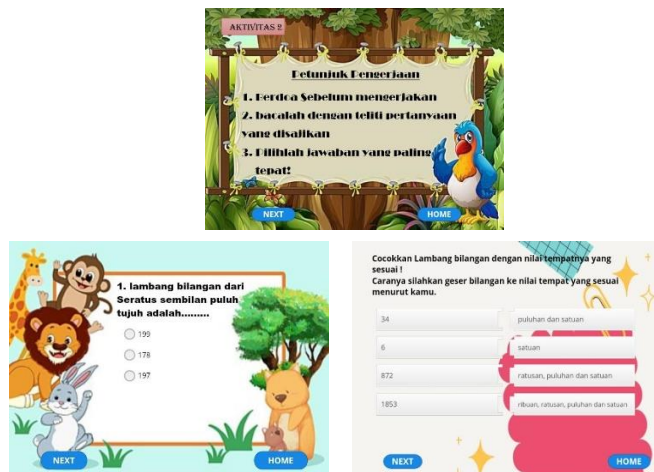 AKTIVITAS 2
Petunjuk Pengerjaan
1. Berdoa Sebelum mengerjakan
2. bacalah dengan teliti pertanyaan
yang disajikan
3. Pilihlah jawaban yang paling
tepat!
NEXT
HOME
1. lambang bilangan dari
Seratus sembilan puluh
tujuh adalah.........
199
178
197
NEXT
HOME
Cocokkan Lambang bilangan dengan nilai tempatnya yang
sesuai !
Caranya silahkan geser bilangan ke nilai tempat yang sesuai
menurut kamu.
34
puluhan dan satuan
6
satuan
872
ratusan, puluhan dan satuan
1853
ribuan, ratusan, puluhan dan satuan
NEXT
HOME